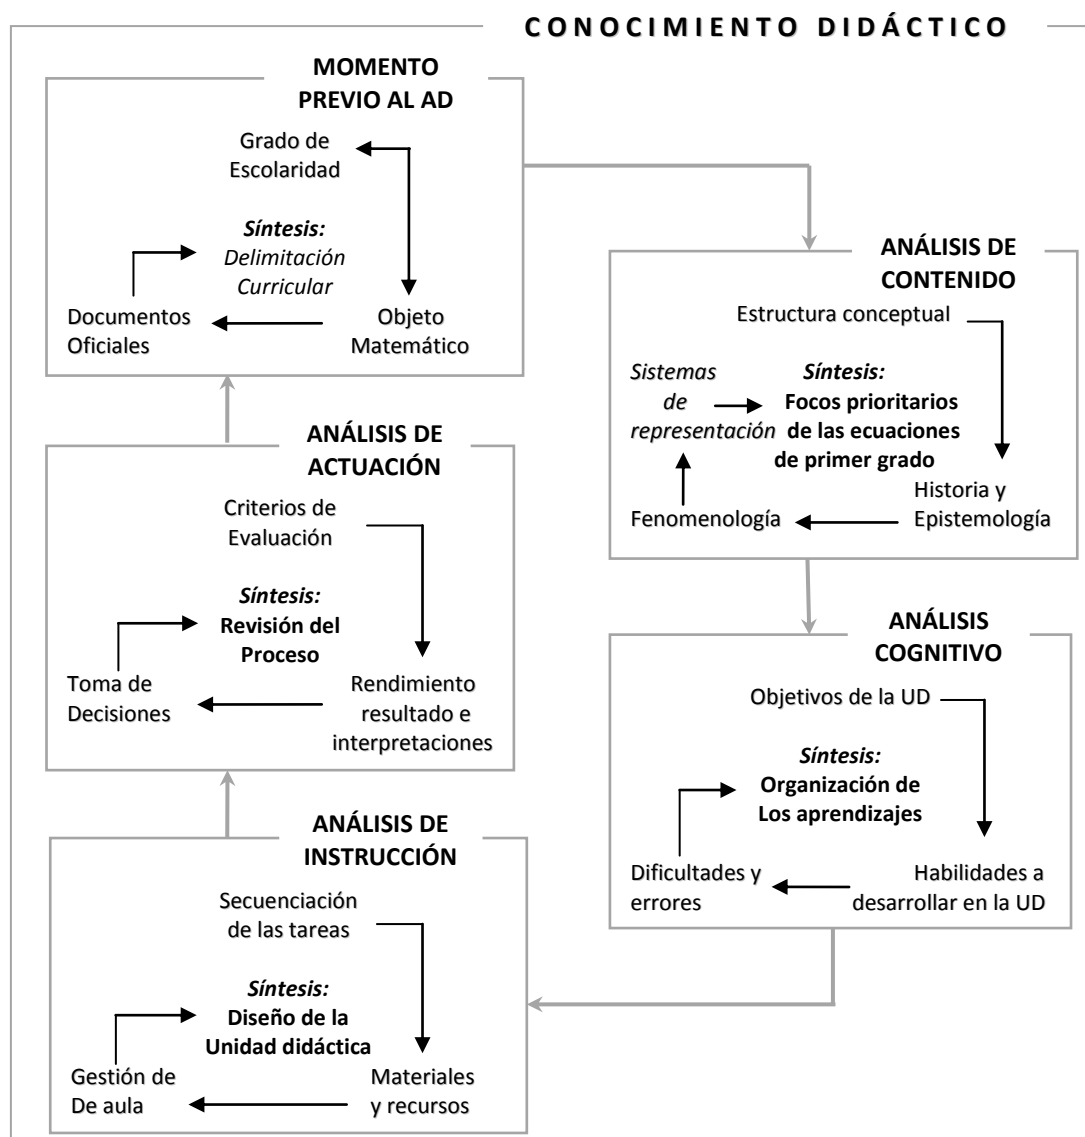 CONOCIMIENTO DIDÁCTICO
MOMENTO
PREVIO AL AD
Grado de
Escolaridad
Síntesis:
Delimitación
Curricular
Documentos
Oficiales
Objeto
Matemático
ANÁLISIS DE
CONTENIDO
Estructura conceptual
Sistemas
de
representación
Síntesis:
Focos prioritarios
de las ecuaciones
de primer grado
Historia y
Epistemología
Fenomenología
ANÁLISIS DE
ACTUACIÓN
Criterios de
Evaluación
Síntesis:
Revisión del
Proceso
Toma de
Decisiones
Rendimiento
resultado e
interpretaciones
ANÁLISIS
COGNITIVO
Objetivos de la UD
Síntesis:
Organización de
Los aprendizajes
Dificultades y
errores
Habilidades a
desarrollar en la UD
ANÁLISIS DE
INSTRUCCIÓN
Secuenciación
de las tareas
Síntesis:
Diseño de la
Unidad didáctica
Gestión de
De aula
Materiales
y recursos